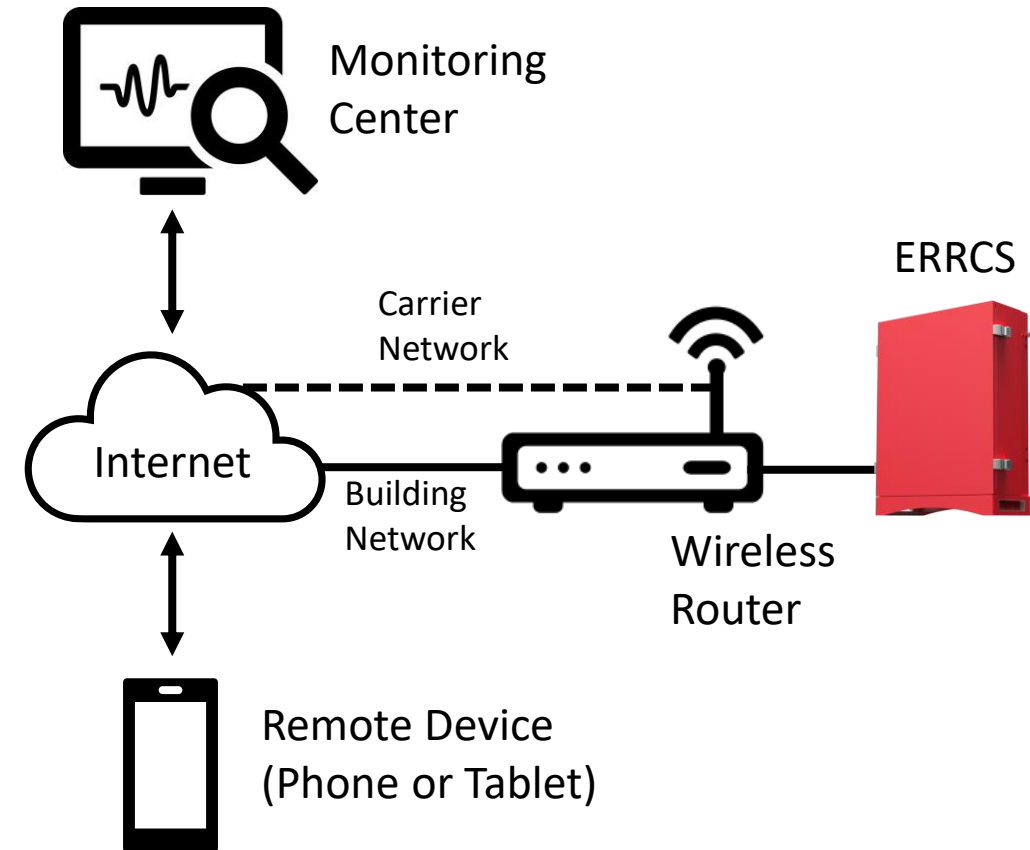 Monitoring
Center
ERRCS
Carrier
Network
Internet
Building
Network
Wireless
Router
Remote Device
(Phone or Tablet)